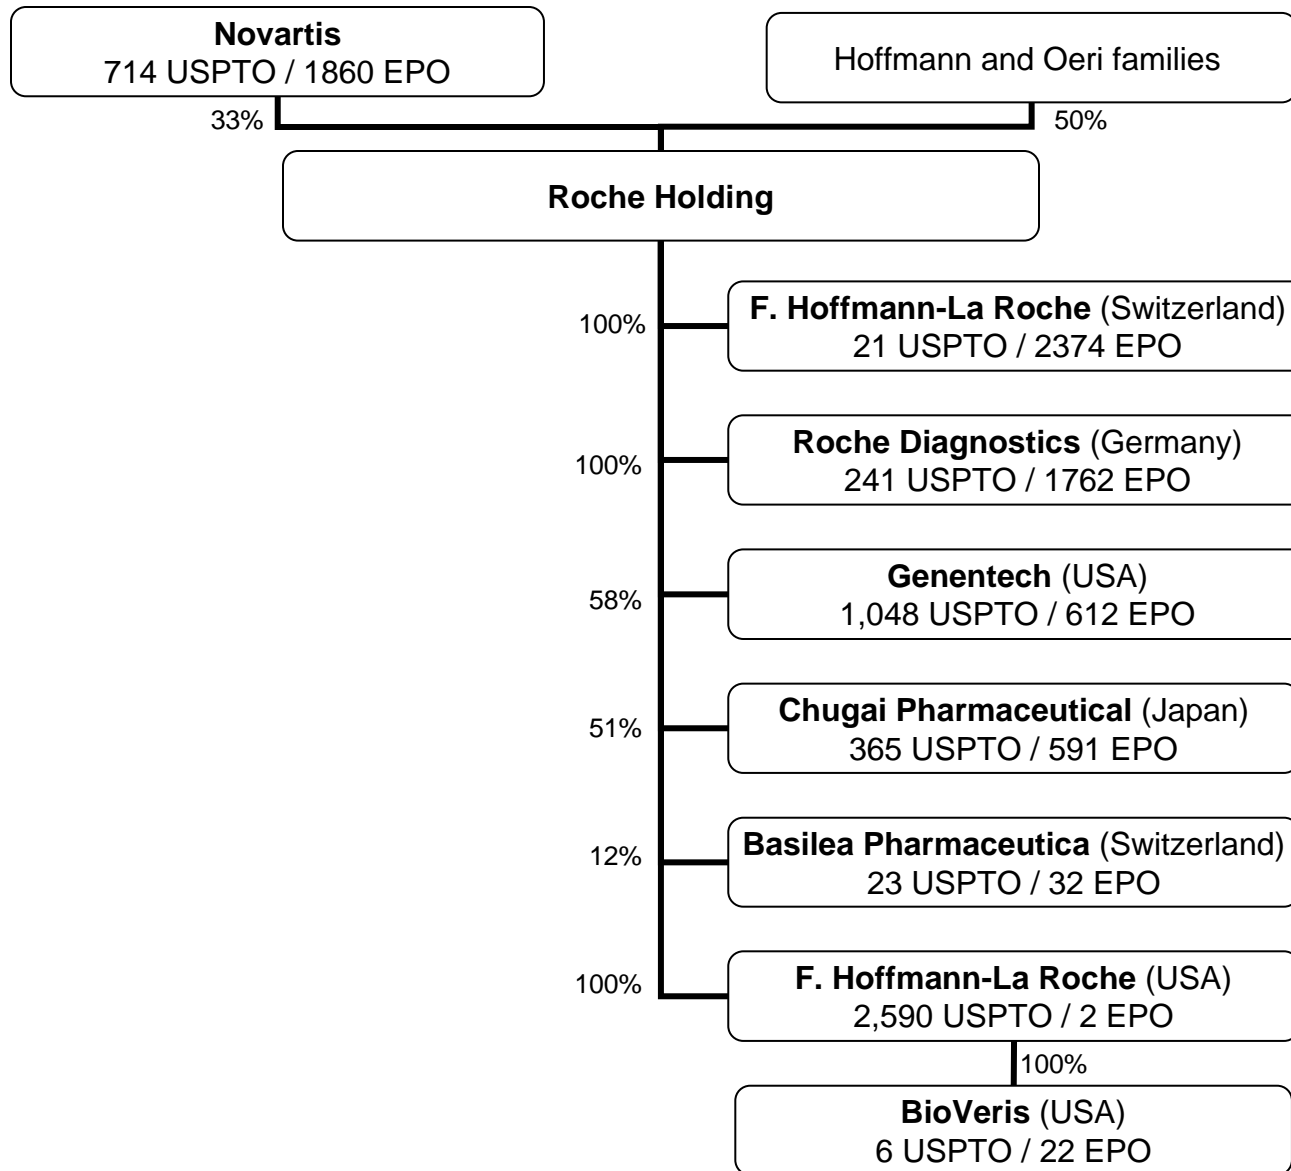 Novartis
714 USPTO / 1860 EPO
Hoffmann and Oeri families
33%
50%
Roche Holding
100%
F. Hoffmann-La Roche (Switzerland)
21 USPTO / 2374 EPO
100%
Roche Diagnostics (Germany)
241 USPTO / 1762 EPO
58%
Genentech (USA)
1,048 USPTO / 612 EPO
51%
Chugai Pharmaceutical (Japan)
365 USPTO / 591 EPO
12%
Basilea Pharmaceutica (Switzerland)
23 USPTO / 32 EPO
100%
F. Hoffmann-La Roche (USA)
2,590 USPTO / 2 EPO
100%
BioVeris (USA)
6 USPTO / 22 EPO